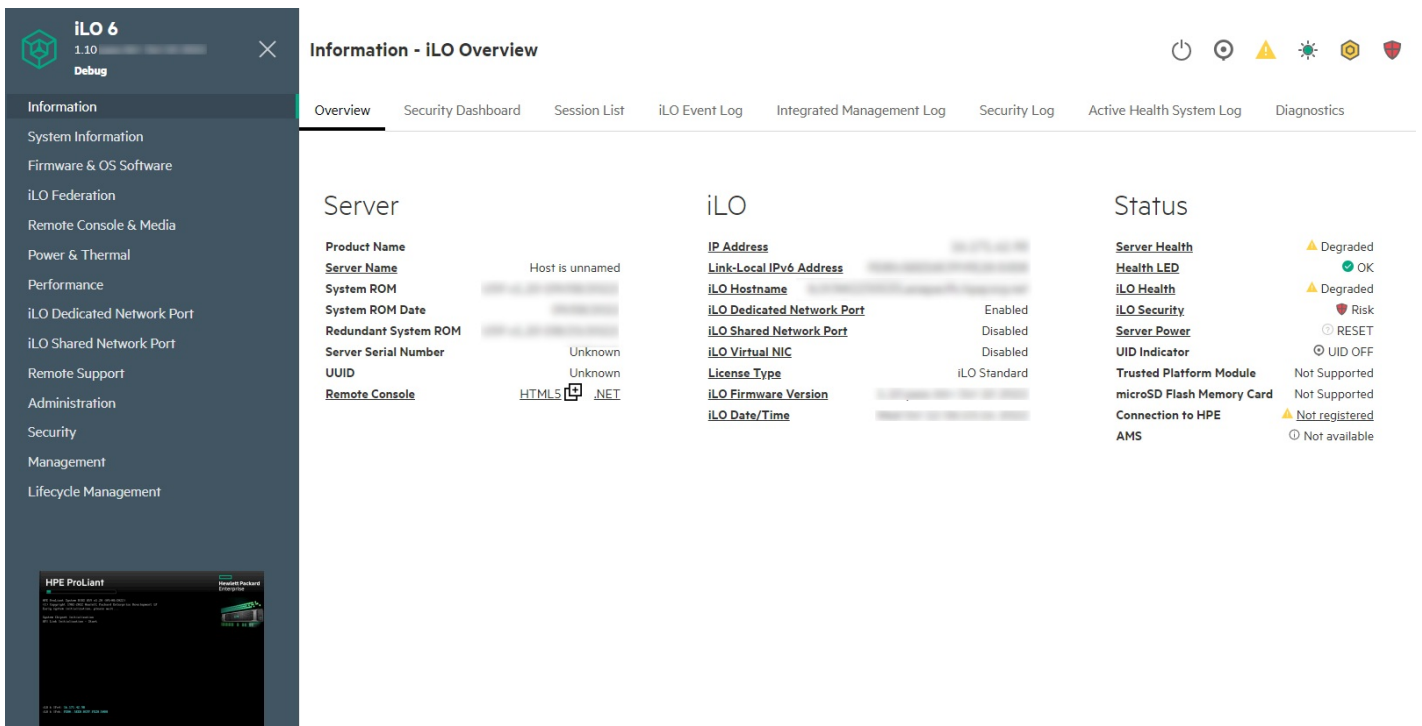 iLO 6
1.10
Debug
Information
System Information
Firmware & OS Software
iLO Federation
Remote Console & Media
Power & Thermal
Performance
iLO Dedicated Network Port
iLO Shared Network Port
Remote Support
Administration
Security
Management
Lifecycle Management
HPE ProLiant
Hewlett Packard
Enterprise
Information - iLO Overview
Overview Security Dashboard Session List iLO Event Log Integrated Management Log Security Log Active Health System Log Diagnostics
Server
Product Name
Server Name Host is unnamed
System ROM
System ROM Date
Redundant System ROM
Server Serial Number Unknown
UUID Unknown
Remote Console HTML5 .NET
iLO
IP Address
Link-Local IPv6 Address
iLO Hostname
iLO Dedicated Network Port Enabled
iLO Shared Network Port Disabled
iLO Virtual NIC Disabled
License Type iLO Standard
iLO Firmware Version
iLO Date/Time
Status
Server Health Degraded
Health LED OK
iLO Health Degraded
iLO Security Risk
Server Power RESET
UID Indicator UID OFF
Trusted Platform Module Not Supported
microSD Flash Memory Card Not Supported
Connection to HPE Not registered
AMS Not available